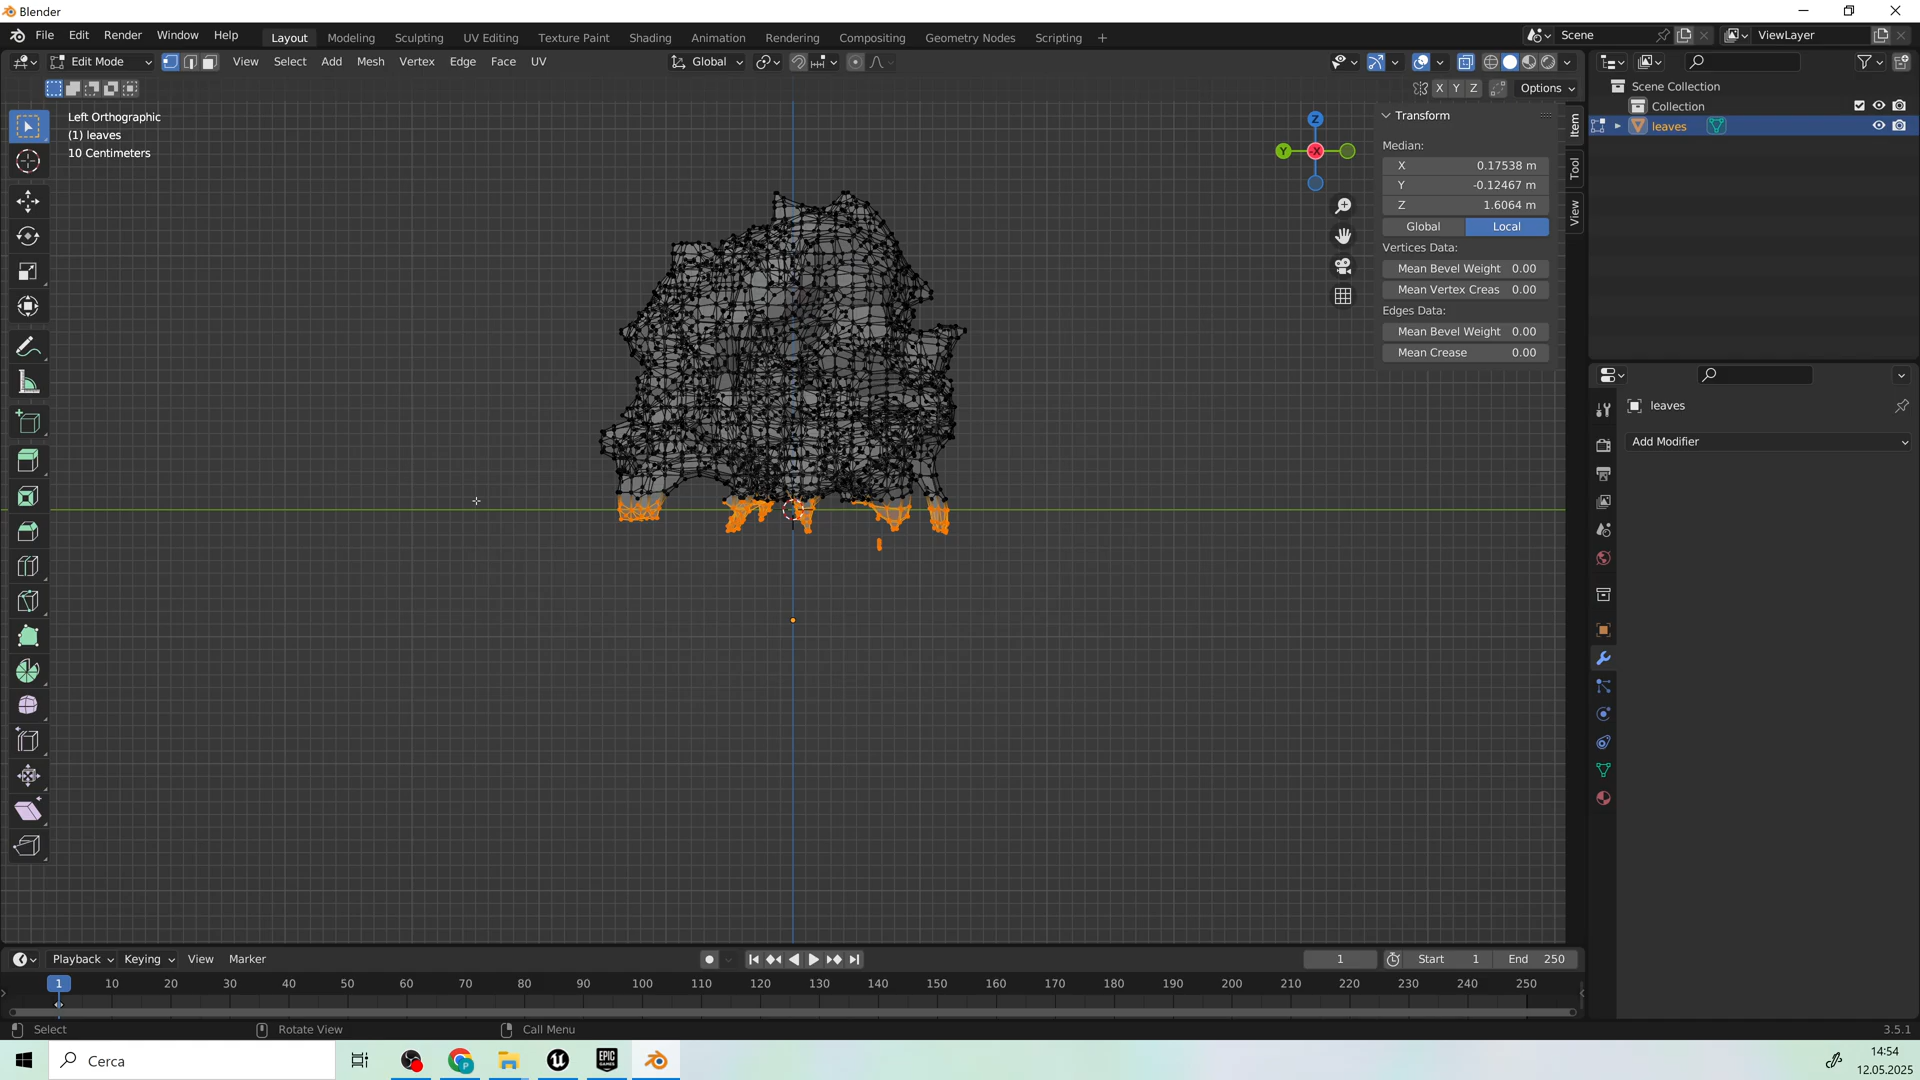 Blender
File Edit Render Window Help Layout Modeling Sculpting UV Editing Texture Paint Shading Animation Rendering Compositing Geometry Nodes Scripting + Scene ViewLayer
Edit Mode View Select Add Mesh Vertex Edge Face UV Global
X Y Z Options
Scene Collection
Collection
leaves
Left Orthographic
(1) leaves
10 Centimeters
Z
Y
X
Transform
Median:
X 0.17538 m
Y -0.12467 m
Z 1.6064 m
Global Local
Vertices Data:
Mean Bevel Weight 0.00
Mean Vertex Creas 0.00
Edges Data:
Mean Bevel Weight 0.00
Mean Crease 0.00
Item
Tool
View
leaves
Add Modifier
Playback Keying View Marker 1 Start 1 End 250
1 10 20 30 40 50 60 70 80 90 100 110 120 130 140 150 160 170 180 190 200 210 220 230 240 250
Select Rotate View Call Menu 3.5.1
Cerca
EPIC
GAMES
14:54
12.05.2025